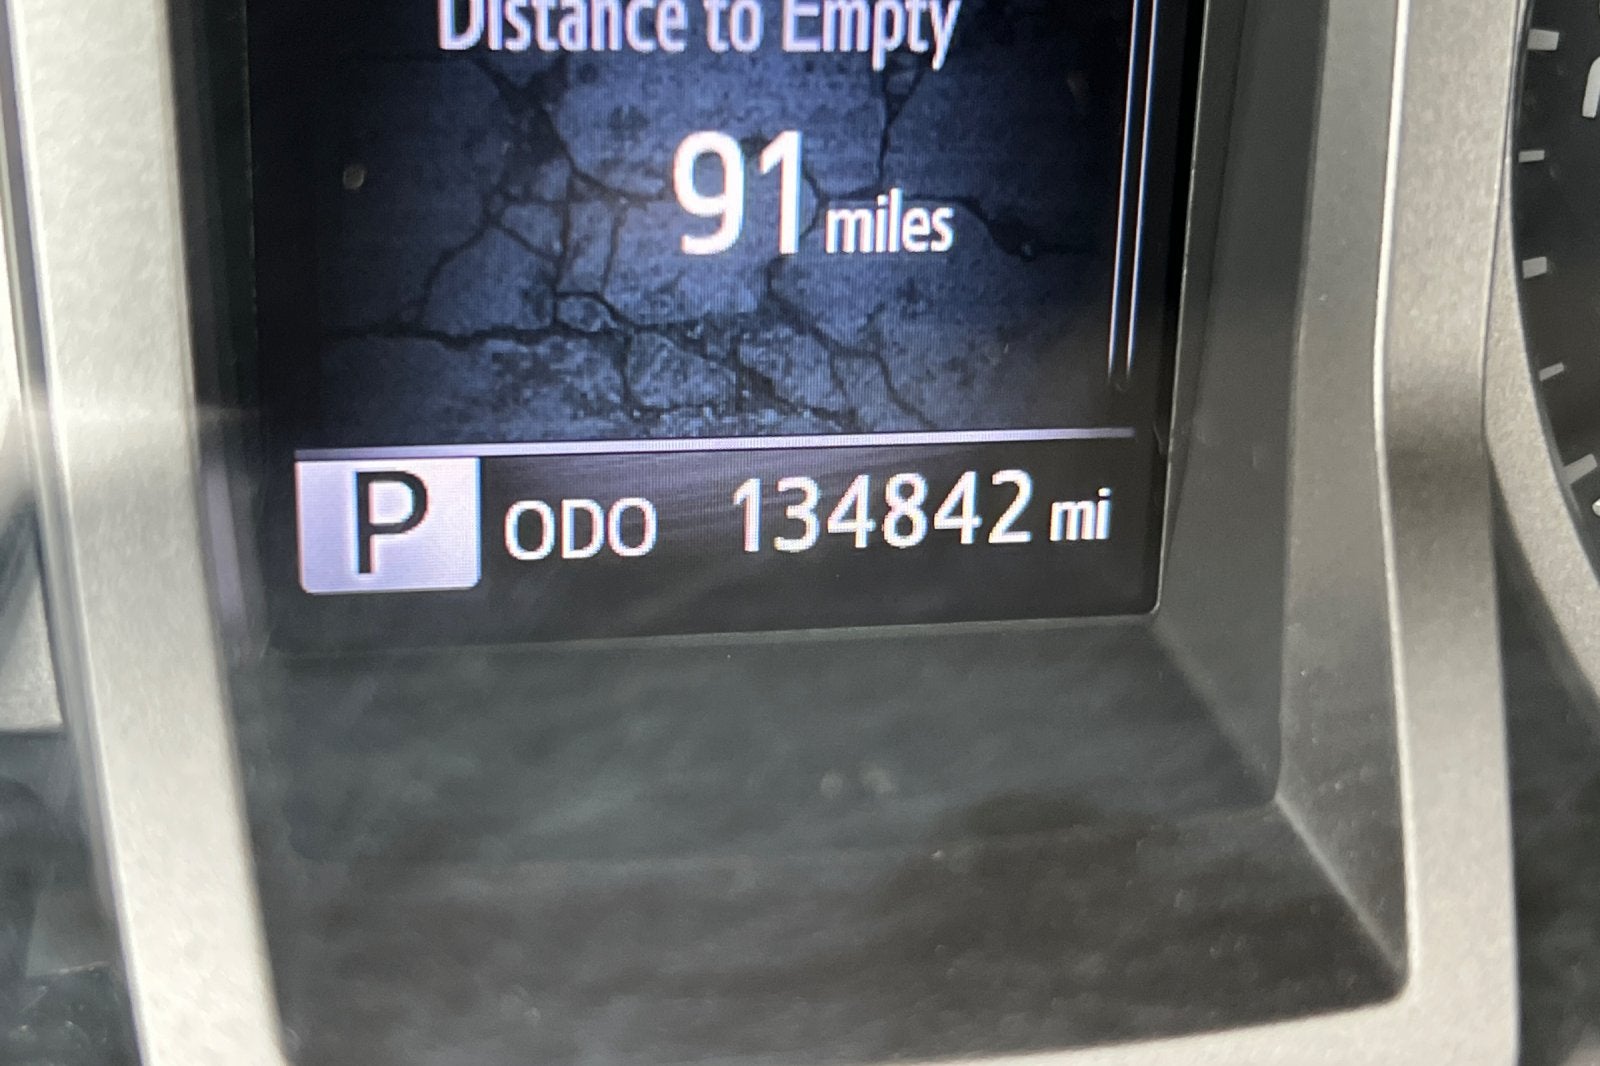 Distance to Empty
91 miles
P ODO 134842 mi